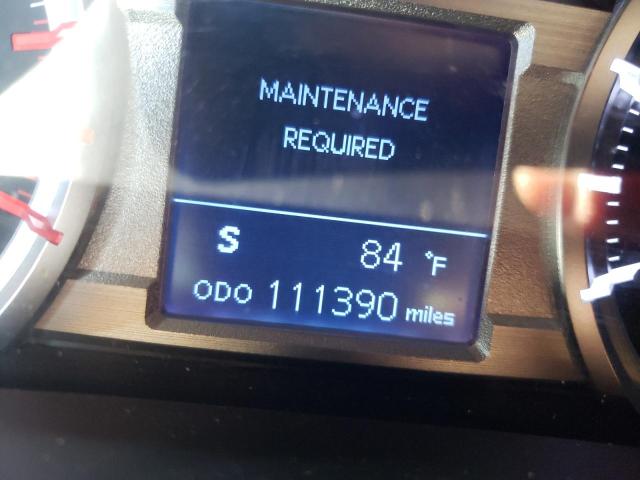 MAINTENANCE
REQUIRED
S 84 °F
ODO 111390 miles